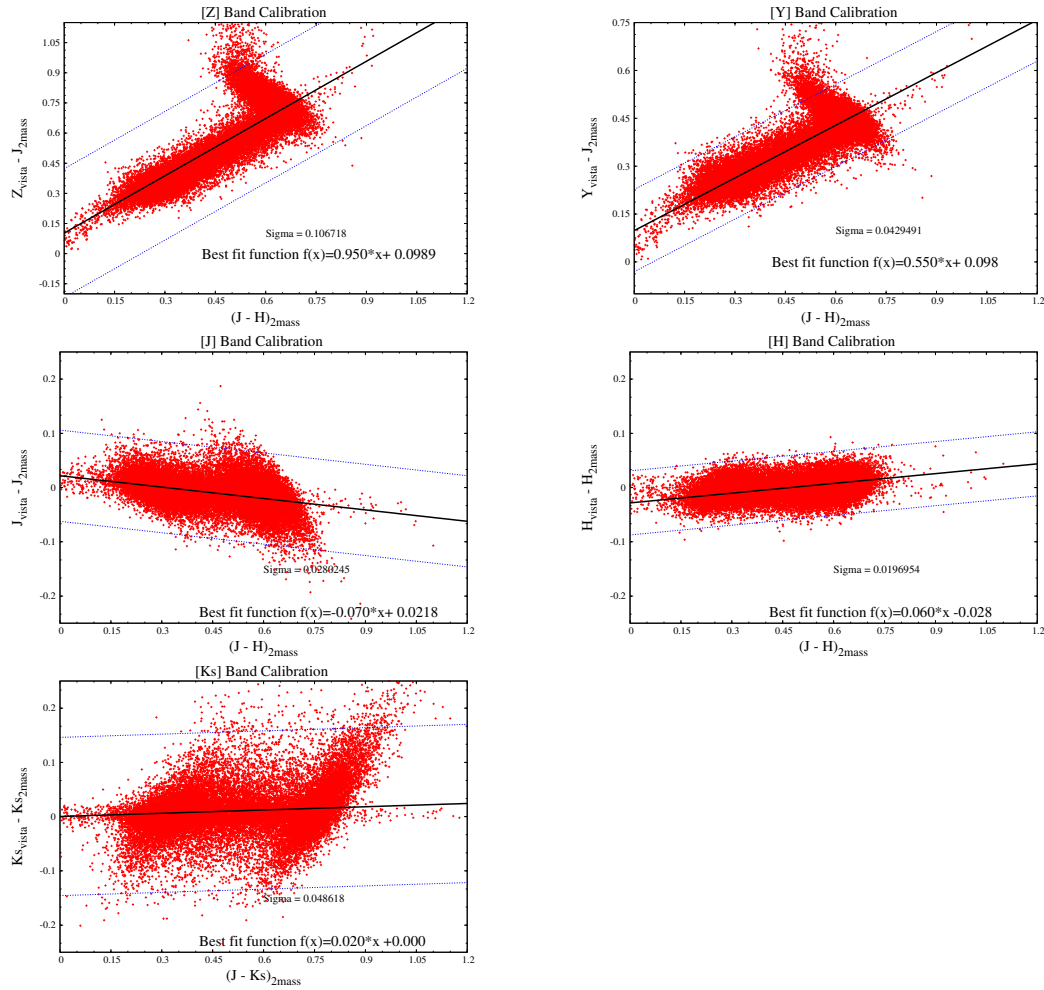 [Z] Band Calibration
1.05
0.9
0.75
0.6
0.45
0.3
0.15
0
-0.15
Z_vista - J_2mass
Sigma = 0.106718
Best fit function f(x)=0.950*x+ 0.0989
0 0.15 0.3 0.45 0.6 0.75 0.9 1.05 1.2
(J - H)_2mass
[Y] Band Calibration
0.75
0.6
0.45
0.3
0.15
0
Y_vista - J_2mass
Sigma = 0.0429491
Best fit function f(x)=0.550*x+ 0.098
0 0.15 0.3 0.45 0.6 0.75 0.9 1.05 1.2
(J - H)_2mass
[J] Band Calibration
0.2
0.1
0
-0.1
-0.2
J_vista - J_2mass
Sigma = 0.0280245
Best fit function f(x)=-0.070*x+ 0.0218
0 0.15 0.3 0.45 0.6 0.75 0.9 1.05 1.2
(J - H)_2mass
[H] Band Calibration
0.2
0.1
0
-0.1
-0.2
H_vista - H_2mass
Sigma = 0.0196954
Best fit function f(x)=0.060*x -0.028
0 0.15 0.3 0.45 0.6 0.75 0.9 1.05 1.2
(J - H)_2mass
[Ks] Band Calibration
0.2
0.1
0
-0.1
-0.2
Ks_vista - Ks_2mass
Sigma = 0.048618
Best fit function f(x)=0.020*x +0.000
0 0.15 0.3 0.45 0.6 0.75 0.9 1.05 1.2
(J - Ks)_2mass